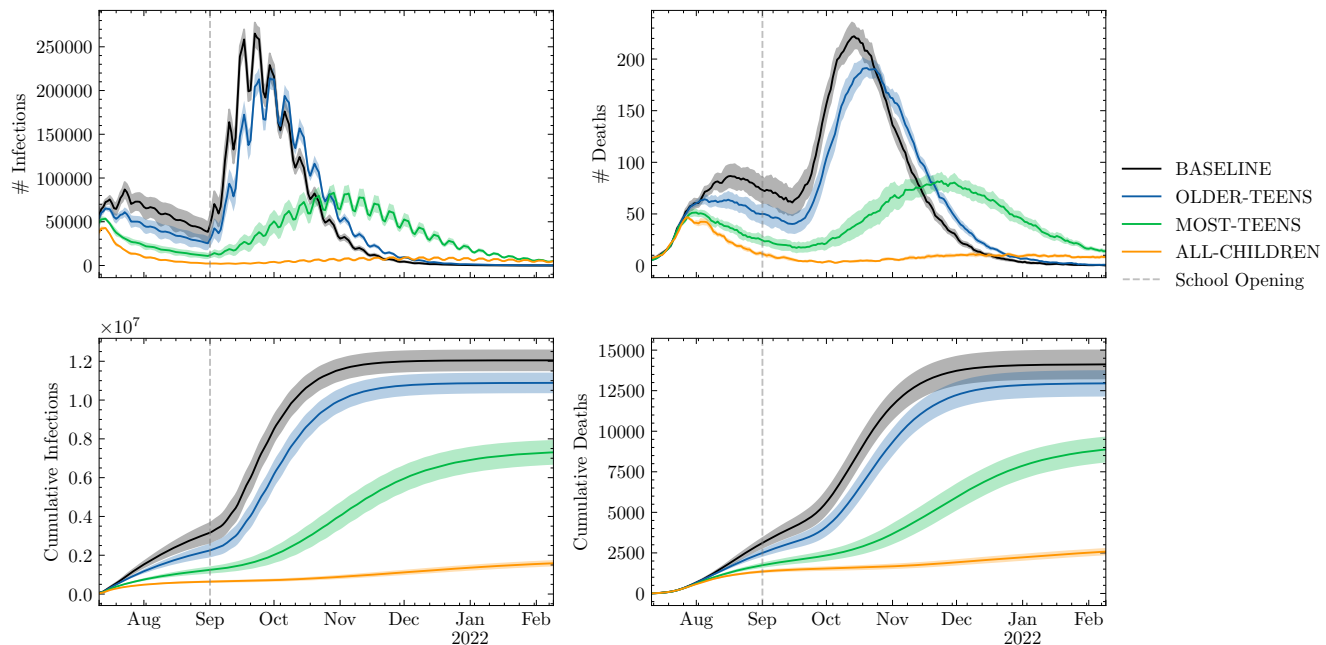 # Infections
250000
200000
150000
100000
50000
0
# Deaths
200
150
100
50
0
BASELINE
OLDER-TEENS
MOST-TEENS
ALL-CHILDREN
School Opening
×10⁷
Cumulative Infections
1.2
1.0
0.8
0.6
0.4
0.2
0.0
Aug Sep Oct Nov Dec Jan Feb
2022
Cumulative Deaths
15000
12500
10000
7500
5000
2500
0
Aug Sep Oct Nov Dec Jan Feb
2022